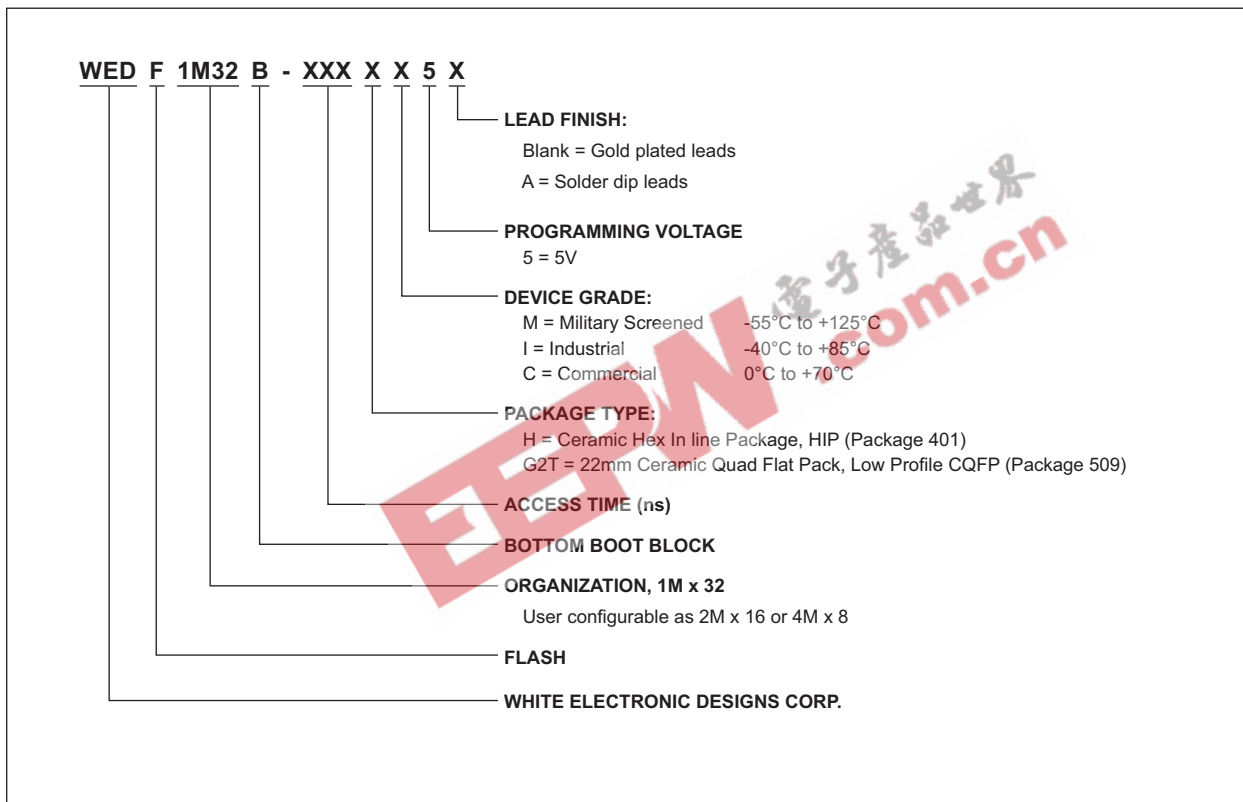 WED F 1M32 B - XXX X X 5 X
LEAD FINISH:
Blank = Gold plated leads
A = Solder dip leads
PROGRAMMING VOLTAGE
5 = 5V
DEVICE GRADE:
M = Military Screened -55°C to +125°C
I = Industrial -40°C to +85°C
C = Commercial 0°C to +70°C
PACKAGE TYPE:
H = Ceramic Hex In line Package, HIP (Package 401)
G2T = 22mm Ceramic Quad Flat Pack, Low Profile CQFP (Package 509)
ACCESS TIME (ns)
BOTTOM BOOT BLOCK
ORGANIZATION, 1M x 32
User configurable as 2M x 16 or 4M x 8
FLASH
WHITE ELECTRONIC DESIGNS CORP.
電子產品世界
EEPW.com.cn